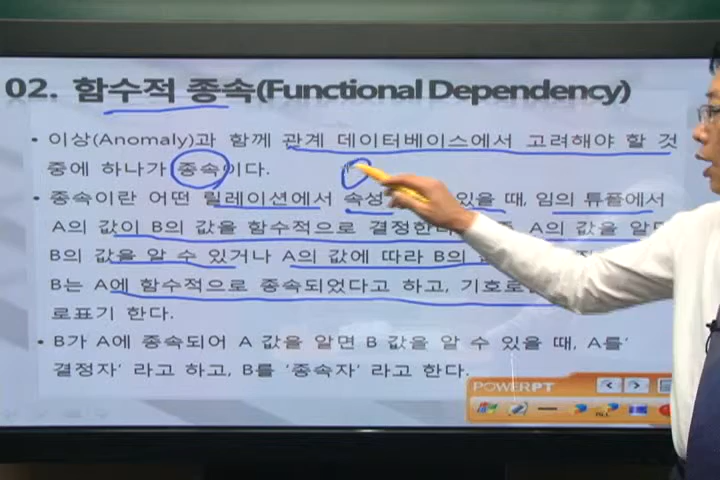 02. 함수적 종속(Functional Dependency)
• 이상(Anomaly)과 함께 관계 데이터베이스에서 고려해야 할 것
중에 하나가 종속이다.
• 종속이란 어떤 릴레이션에서 속성 있을 때, 임의 튜플에서
A의 값이 B의 값을 함수적으로 결정한다 A의 값을 알면
B의 값을 알 수 있거나 A의 값에 따라 B의
B는 A에 함수적으로 종속되었다고 하고, 기호로
로표기 한다.
• B가 A에 종속되어 A 값을 알면 B 값을 알 수 있을 때, A를'
결정자' 라고 하고, B를 '종속자' 라고 한다.
POWERPT